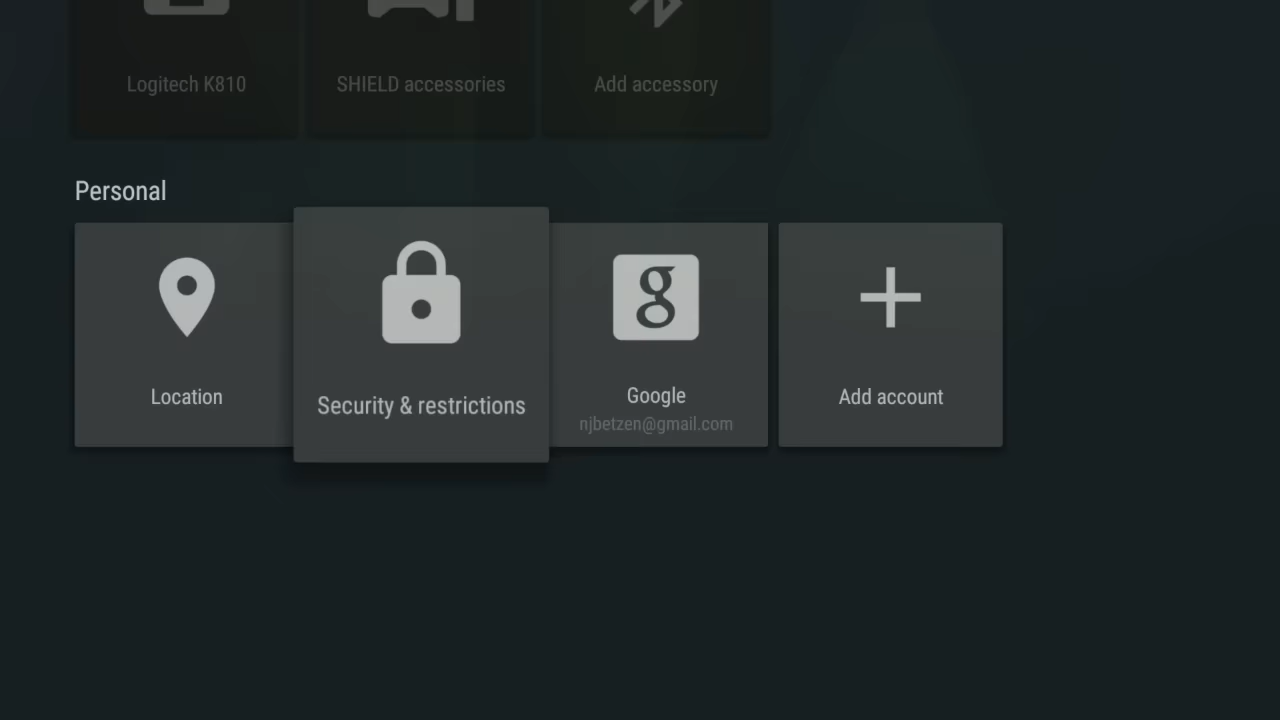 Logitech K810
SHIELD accessories
Add accessory
Personal
Location
Security & restrictions
Google
njbetzen@gmail.com
Add account